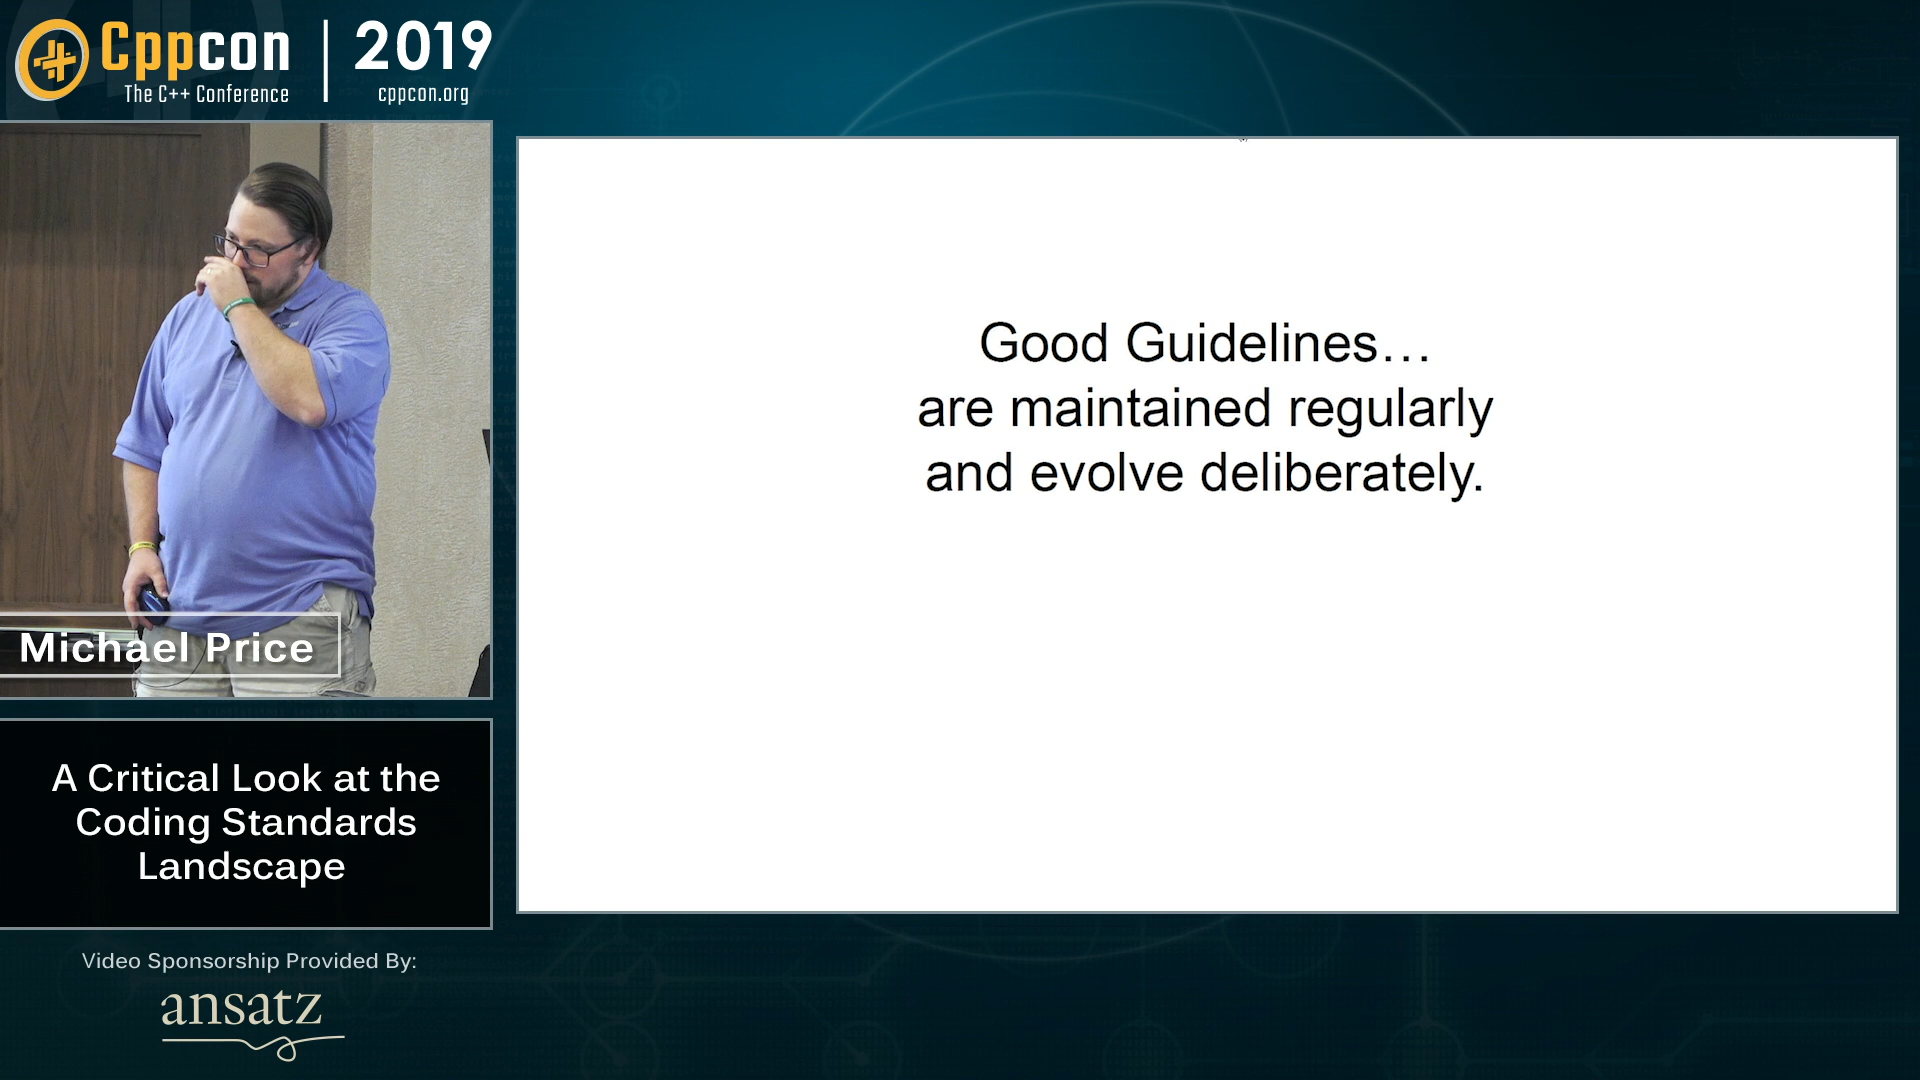 Cppcon
The C++ Conference
2019
cppcon.org
Good Guidelines…
are maintained regularly
and evolve deliberately.
Michael Price
A Critical Look at the
Coding Standards
Landscape
Video Sponsorship Provided By:
ansatz